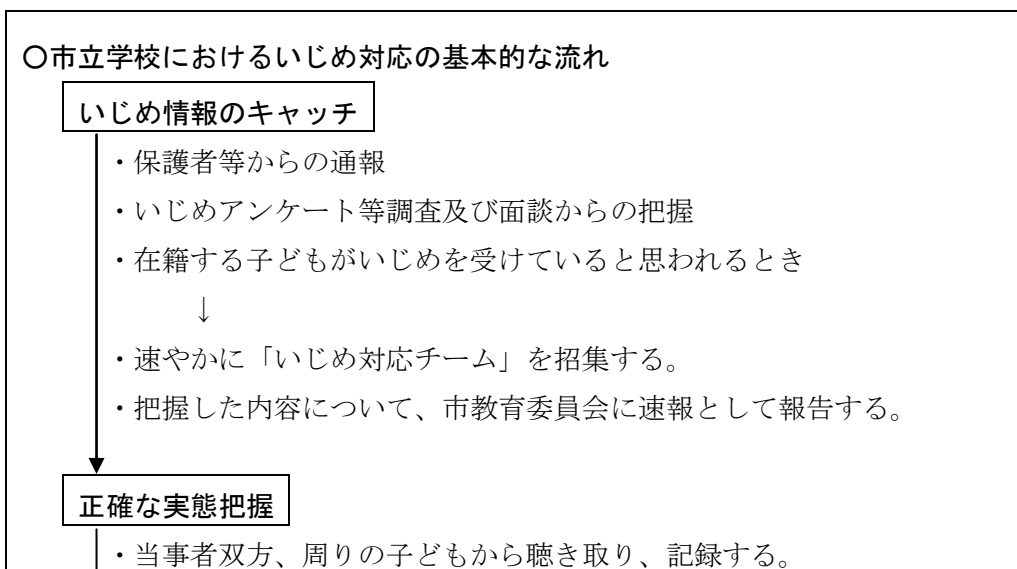 〇市立学校におけるいじめ対応の基本的な流れ
いじめ情報のキャッチ
・保護者等からの通報
・いじめアンケート等調査及び面談からの把握
・在籍する子どもがいじめを受けていると思われるとき
↓
・速やかに「いじめ対応チーム」を招集する。
・把握した内容について、市教育委員会に速報として報告する。
正確な実態把握
・当事者双方、周りの子どもから聴き取り、記録する。